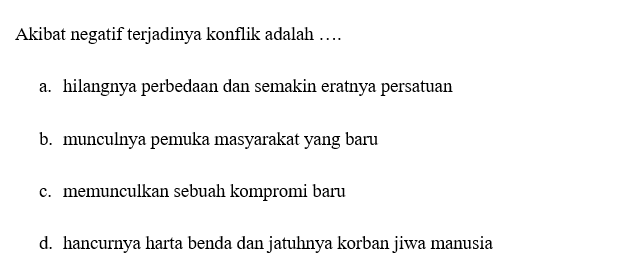 Akibat negatif terjadinya konflik adalah ….
a. hilangnya perbedaan dan semakin eratnya persatuan
b. munculnya pemuka masyarakat yang baru
c. memunculkan sebuah kompromi baru
d. hancurnya harta benda dan jatuhnya korban jiwa manusia